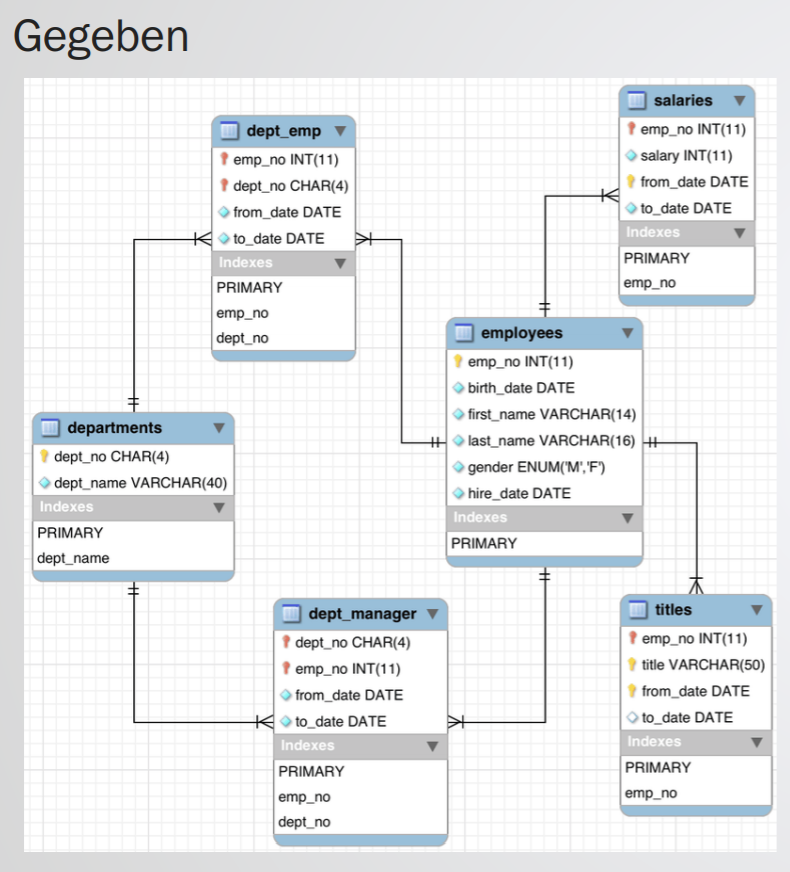 Gegeben
dept_emp
emp_no INT(11)
dept_no CHAR(4)
from_date DATE
to_date DATE
Indexes
PRIMARY
emp_no
dept_no
salaries
emp_no INT(11)
salary INT(11)
from_date DATE
to_date DATE
Indexes
PRIMARY
emp_no
employees
emp_no INT(11)
birth_date DATE
first_name VARCHAR(14)
last_name VARCHAR(16)
gender ENUM('M','F')
hire_date DATE
Indexes
PRIMARY
departments
dept_no CHAR(4)
dept_name VARCHAR(40)
Indexes
PRIMARY
dept_name
dept_manager
dept_no CHAR(4)
emp_no INT(11)
from_date DATE
to_date DATE
Indexes
PRIMARY
emp_no
dept_no
titles
emp_no INT(11)
title VARCHAR(50)
from_date DATE
to_date DATE
Indexes
PRIMARY
emp_no